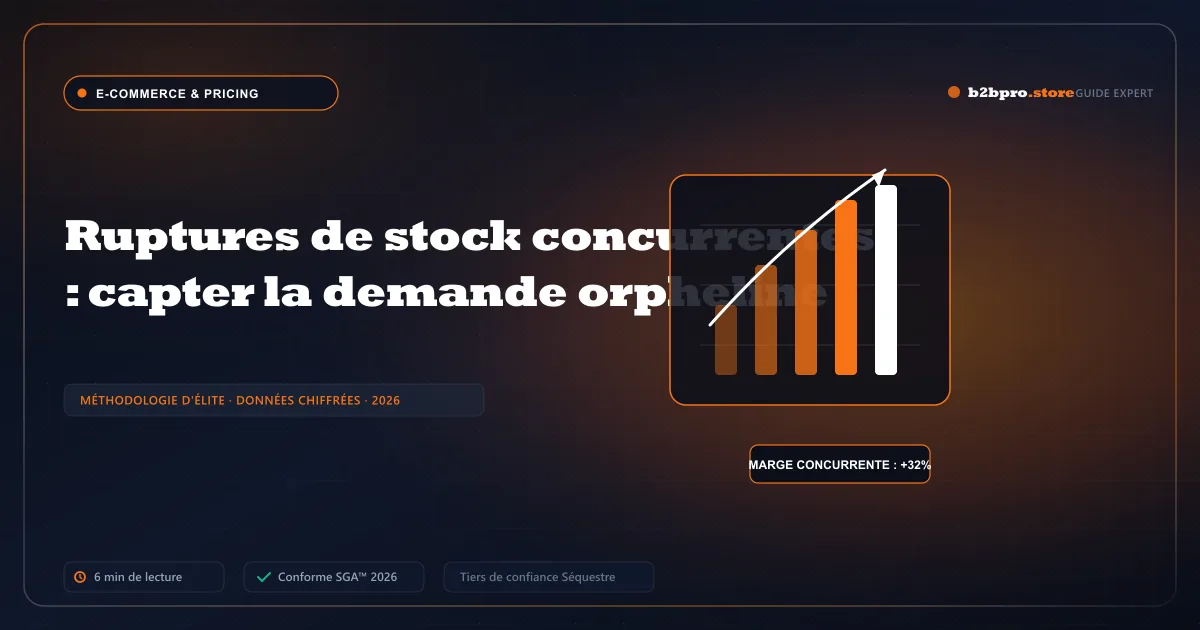 E-COMMERCE & PRICING
b2bpro.store GUIDE EXPERT
Ruptures de stock concurrentes
: capter la demande orpheline
MÉTHODOLOGIE D'ÉLITE · DONNÉES CHIFFRÉES · 2026
MARGE CONCURRENTE : +32%
6 min de lecture
Conforme SGA™ 2026
Tiers de confiance Séquestre